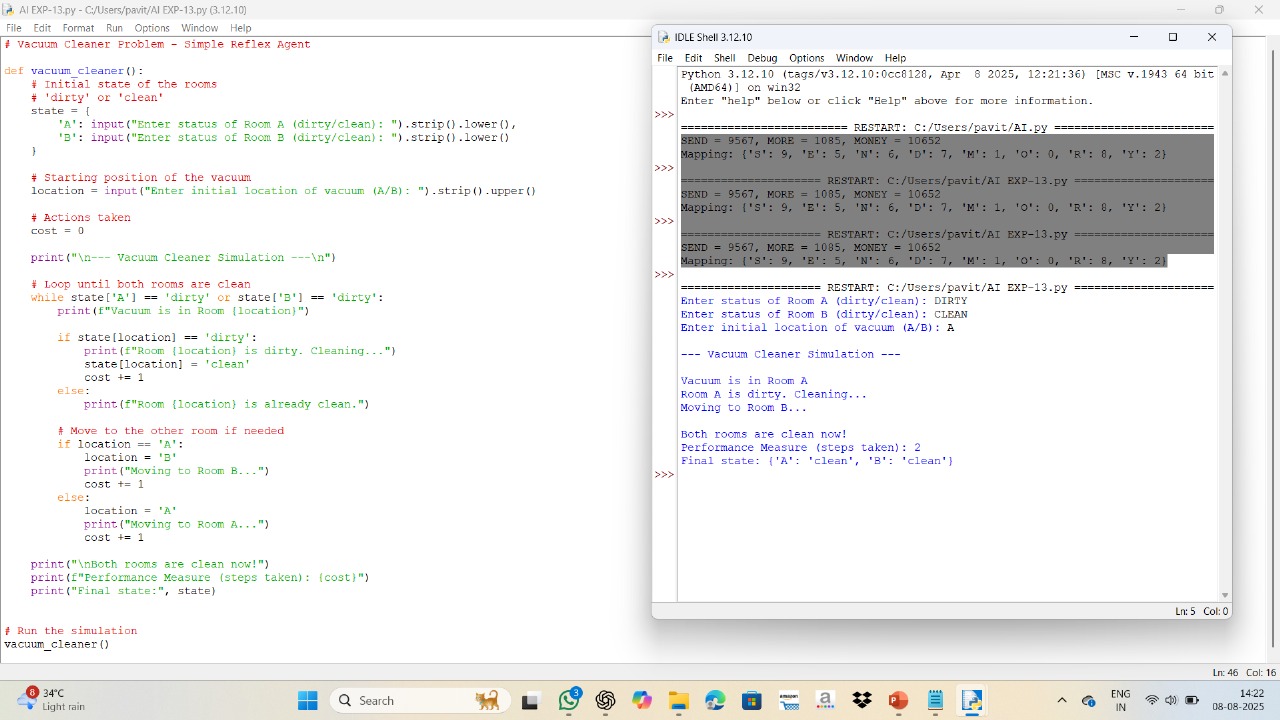 AI EXP-13.py - C:/Users/pavit/AI EXP-13.py (3.12.10)
File Edit Format Run Options Window Help
# Vacuum Cleaner Problem - Simple Reflex Agent
def vacuum_cleaner():
    # Initial state of the rooms
    # 'dirty' or 'clean'
    state = {
        'A': input("Enter status of Room A (dirty/clean): ").strip().lower(),
        'B': input("Enter status of Room B (dirty/clean): ").strip().lower()
    }
    # Starting position of the vacuum
    location = input("Enter initial location of vacuum (A/B): ").strip().upper()
    # Actions taken
    cost = 0
    print("\n--- Vacuum Cleaner Simulation ---\n")
    # Loop until both rooms are clean
    while state['A'] == 'dirty' or state['B'] == 'dirty':
        print(f"Vacuum is in Room {location}")
        if state[location] == 'dirty':
            print(f"Room {location} is dirty. Cleaning...")
            state[location] = 'clean'
            cost += 1
        else:
            print(f"Room {location} is already clean.")
        # Move to the other room if needed
        if location == 'A':
            location = 'B'
            print("Moving to Room B...")
            cost += 1
        else:
            location = 'A'
            print("Moving to Room A...")
            cost += 1
    print("\nBoth rooms are clean now!")
    print(f"Performance Measure (steps taken): {cost}")
    print("Final state:", state)
# Run the simulation
vacuum_cleaner()
Ln: 46 Col: 16
IDLE Shell 3.12.10
File Edit Shell Debug Options Window Help
Python 3.12.10 (tags/v3.12.10:0cc8128, Apr  8 2025, 12:21:36) [MSC v.1943 64 bit
 (AMD64)] on win32
Enter "help" below or click "Help" above for more information.
>>>
========================= RESTART: C:/Users/pavit/AI.py ========================
SEND = 9567, MORE = 1085, MONEY = 10652
Mapping: {'S': 9, 'E': 5, 'N': 6, 'D': 7, 'M': 1, 'O': 0, 'R': 8, 'Y': 2}
>>>
===================== RESTART: C:/Users/pavit/AI EXP-13.py =====================
SEND = 9567, MORE = 1085, MONEY = 10652
Mapping: {'S': 9, 'E': 5, 'N': 6, 'D': 7, 'M': 1, 'O': 0, 'R': 8, 'Y': 2}
>>>
===================== RESTART: C:/Users/pavit/AI EXP-13.py =====================
SEND = 9567, MORE = 1085, MONEY = 10652
Mapping: {'S': 9, 'E': 5, 'N': 6, 'D': 7, 'M': 1, 'O': 0, 'R': 8, 'Y': 2}
>>>
===================== RESTART: C:/Users/pavit/AI EXP-13.py =====================
Enter status of Room A (dirty/clean): DIRTY
Enter status of Room B (dirty/clean): CLEAN
Enter initial location of vacuum (A/B): A
--- Vacuum Cleaner Simulation ---
Vacuum is in Room A
Room A is dirty. Cleaning...
Moving to Room B...
Both rooms are clean now!
Performance Measure (steps taken): 2
Final state: {'A': 'clean', 'B': 'clean'}
>>>
Ln: 5 Col: 0
8
34°C
Light rain
Search
3
amazon
a
ENG
IN
14:22
08-08-2025